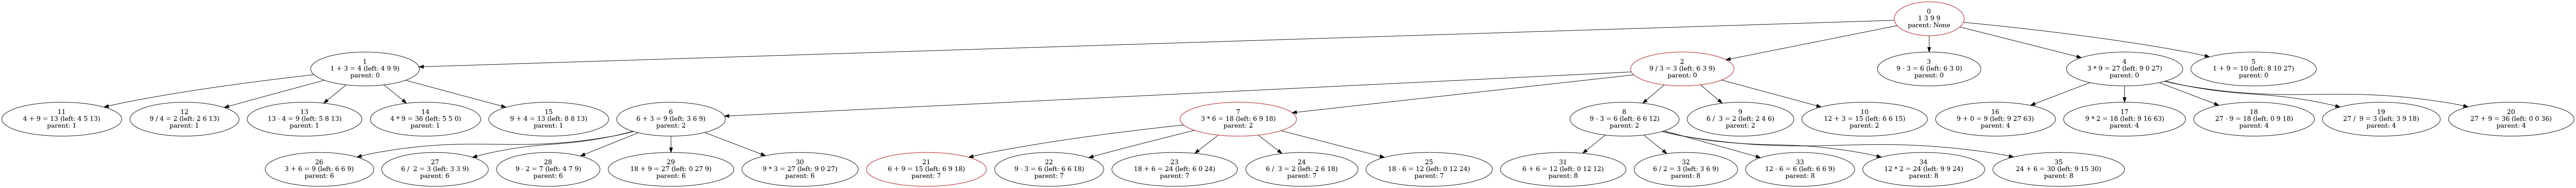 0
1 3 9 9
parent: None
1
1 + 3 = 4 (left: 4 9 9)
parent: 0
2
9 / 3 = 3 (left: 6 3 9)
parent: 0
3
9 - 3 = 6 (left: 6 3 0)
parent: 0
4
3 * 9 = 27 (left: 9 0 27)
parent: 0
5
1 + 9 = 10 (left: 8 10 27)
parent: 0
11
4 + 9 = 13 (left: 4 5 13)
parent: 1
12
9 / 4 = 2 (left: 2 6 13)
parent: 1
13
13 - 4 = 9 (left: 5 8 13)
parent: 1
14
4 * 9 = 36 (left: 5 5 0)
parent: 1
15
9 + 4 = 13 (left: 8 8 13)
parent: 1
6
6 + 3 = 9 (left: 3 6 9)
parent: 2
7
3 * 6 = 18 (left: 6 9 18)
parent: 2
8
9 - 3 = 6 (left: 6 6 12)
parent: 2
9
6 / 3 = 2 (left: 2 4 6)
parent: 2
10
12 + 3 = 15 (left: 6 6 15)
parent: 2
16
9 + 0 = 9 (left: 9 27 63)
parent: 4
17
9 * 2 = 18 (left: 9 16 63)
parent: 4
18
27 - 9 = 18 (left: 0 9 18)
parent: 4
19
27 / 9 = 3 (left: 3 9 18)
parent: 4
20
27 + 9 = 36 (left: 0 0 36)
parent: 4
26
3 + 6 = 9 (left: 6 6 9)
parent: 6
27
6 / 2 = 3 (left: 3 3 9)
parent: 6
28
9 - 2 = 7 (left: 4 7 9)
parent: 6
29
18 + 9 = 27 (left: 0 27 9)
parent: 6
30
9 * 3 = 27 (left: 9 0 27)
parent: 6
21
6 + 9 = 15 (left: 6 9 18)
parent: 7
22
9 - 3 = 6 (left: 6 6 18)
parent: 7
23
18 + 6 = 24 (left: 6 0 24)
parent: 7
24
6 / 3 = 2 (left: 2 6 18)
parent: 7
25
18 - 6 = 12 (left: 0 12 24)
parent: 7
31
6 + 6 = 12 (left: 0 12 12)
parent: 8
32
6 / 2 = 3 (left: 3 6 9)
parent: 8
33
12 - 6 = 6 (left: 6 6 9)
parent: 8
34
12 * 2 = 24 (left: 9 9 24)
parent: 8
35
24 + 6 = 30 (left: 9 15 30)
parent: 8